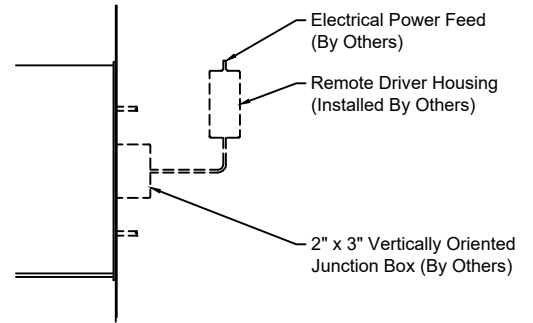 Electrical Power Feed
(By Others)
Remote Driver Housing
(Installed By Others)
2" x 3" Vertically Oriented
Junction Box (By Others)